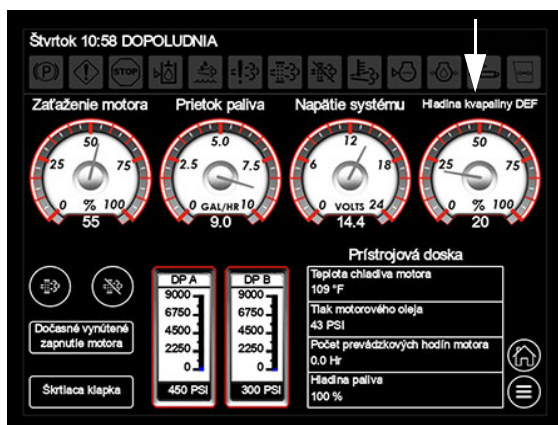 Štvrtok 10:58 DOPOLUDNIA
(P) STOP
Zaťaženie motora Prietok paliva Napätie systému Hladina kvapaliny DEF
50 5.0 12 50
25 75 2.5 7.5 6 18 25 75
0 % 100 0 GAL/HR 10 0 VOLTS 24 0 % 100
55 9.0 14.4 20
Prístrojová doska
DP A DP B Teplota chladiva motora
9000 9000 109 °F
6750 6750 Tlak motorového oleja
4500 4500 43 PSI
Dočasné vynútené
zapnutie motora
2250 2250 Počet prevádzkových hodín motora
0 0 0.0 Hr
Škrtiaca klapka 450 PSI 300 PSI Hladina paliva
100 %